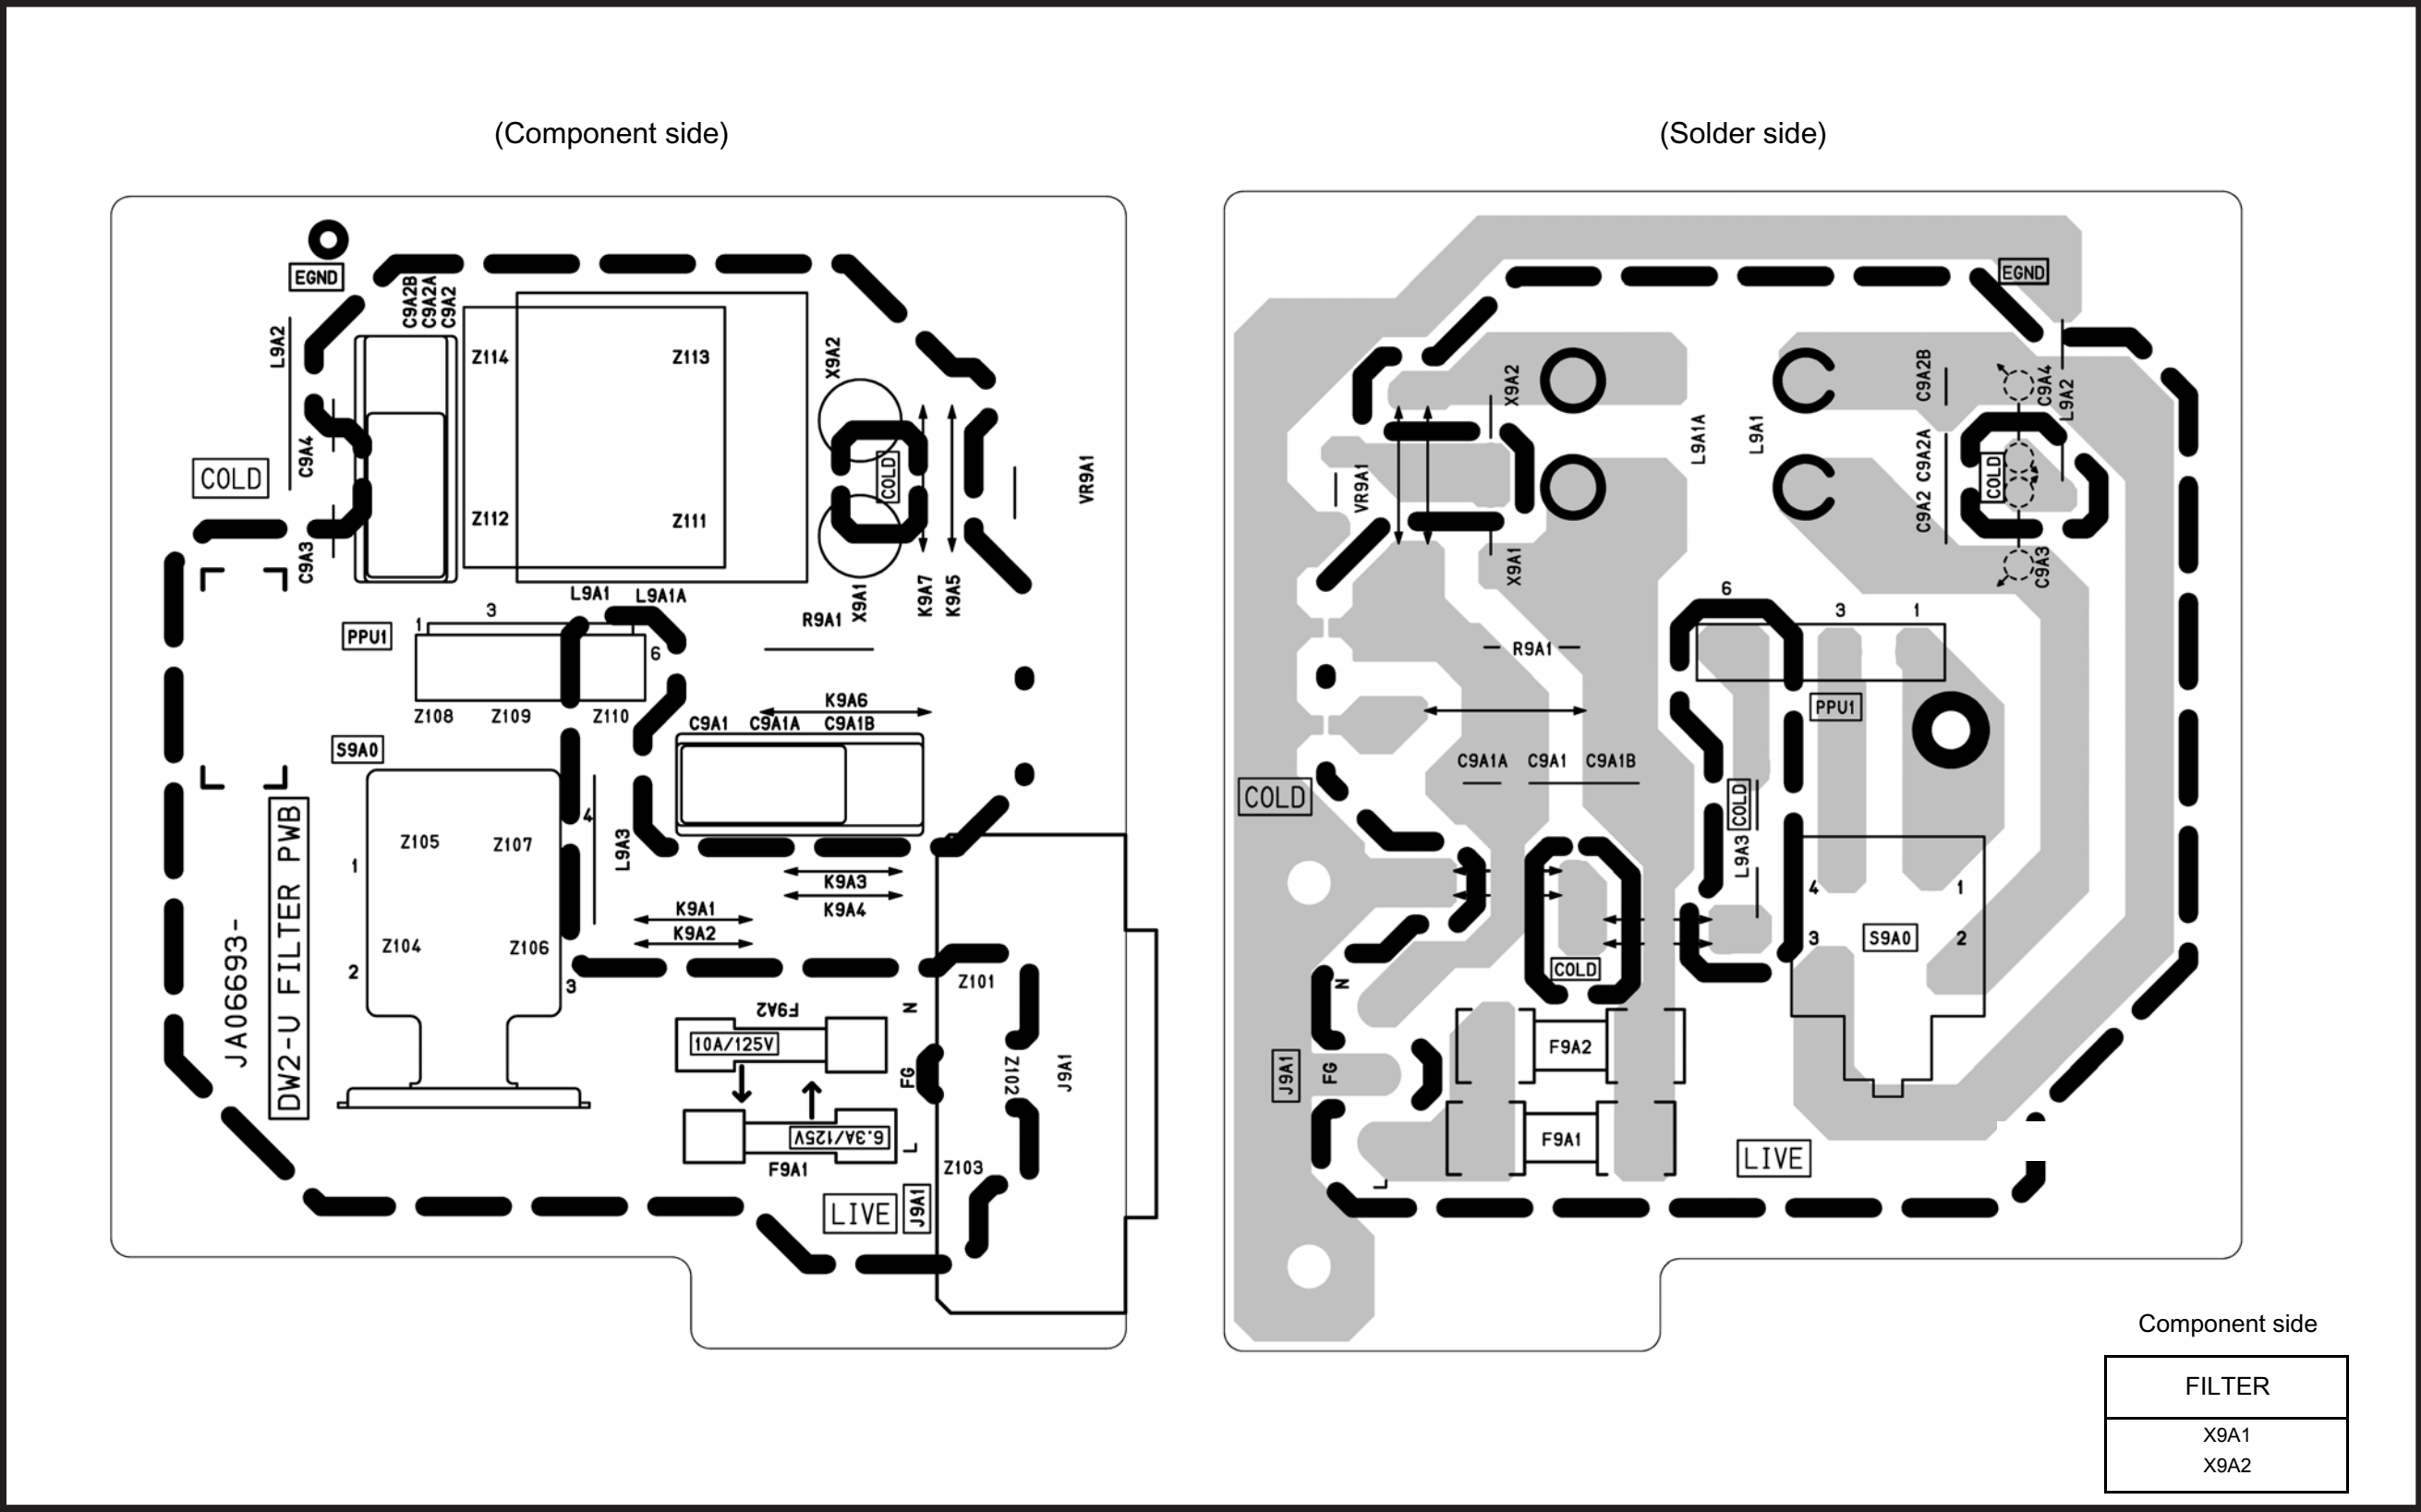 (Component side)
(Solder side)
EGND
C9A2B
C9A2A
C9A2
L9A2
Z114
Z113
X9A2
C9A4
COLD
COLD
VR9A1
Z112
Z111
C9A3
L9A1
L9A1A
X9A1
K9A7
K9A5
R9A1
3
1
PPU1
6
Z108
Z109
Z110
K9A6
C9A1
C9A1A
C9A1B
S9A0
4
Z105
Z107
1
L9A3
K9A3
K9A4
K9A1
K9A2
Z104
Z106
2
3
JA06693-
DW2-U FILTER PWB
Z101
N
F9A2
10A/125V
FG
Z102
J9A1
6.3A/125V
F9A1
L
Z103
LIVE
J9A1
EGND
X9A2
C9A2B
C9A4
L9A2
L9A1A
L9A1
C9A2A
VR9A1
COLD
C9A2
X9A1
C9A3
6
3
1
R9A1
PPU1
C9A1A
C9A1
C9A1B
COLD
COLD
L9A3
4
1
3
S9A0
2
COLD
N
F9A2
J9A1
FG
F9A1
L
LIVE
Component side
FILTER
X9A1
X9A2